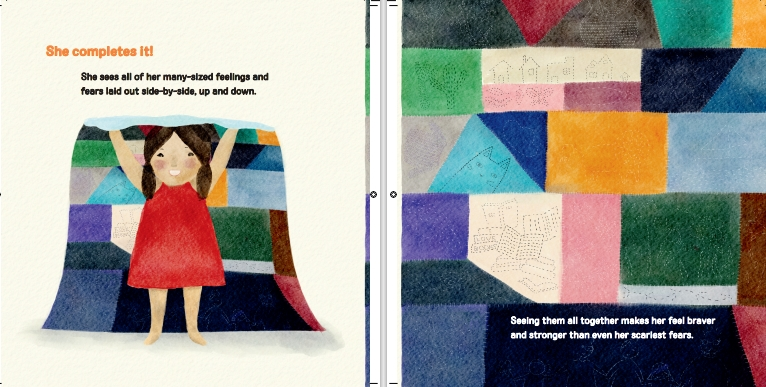 She completes it!
She sees all of her many-sized feelings and
fears laid out side-by-side, up and down.
Seeing them all together makes her feel braver
and stronger than even her scariest fears.